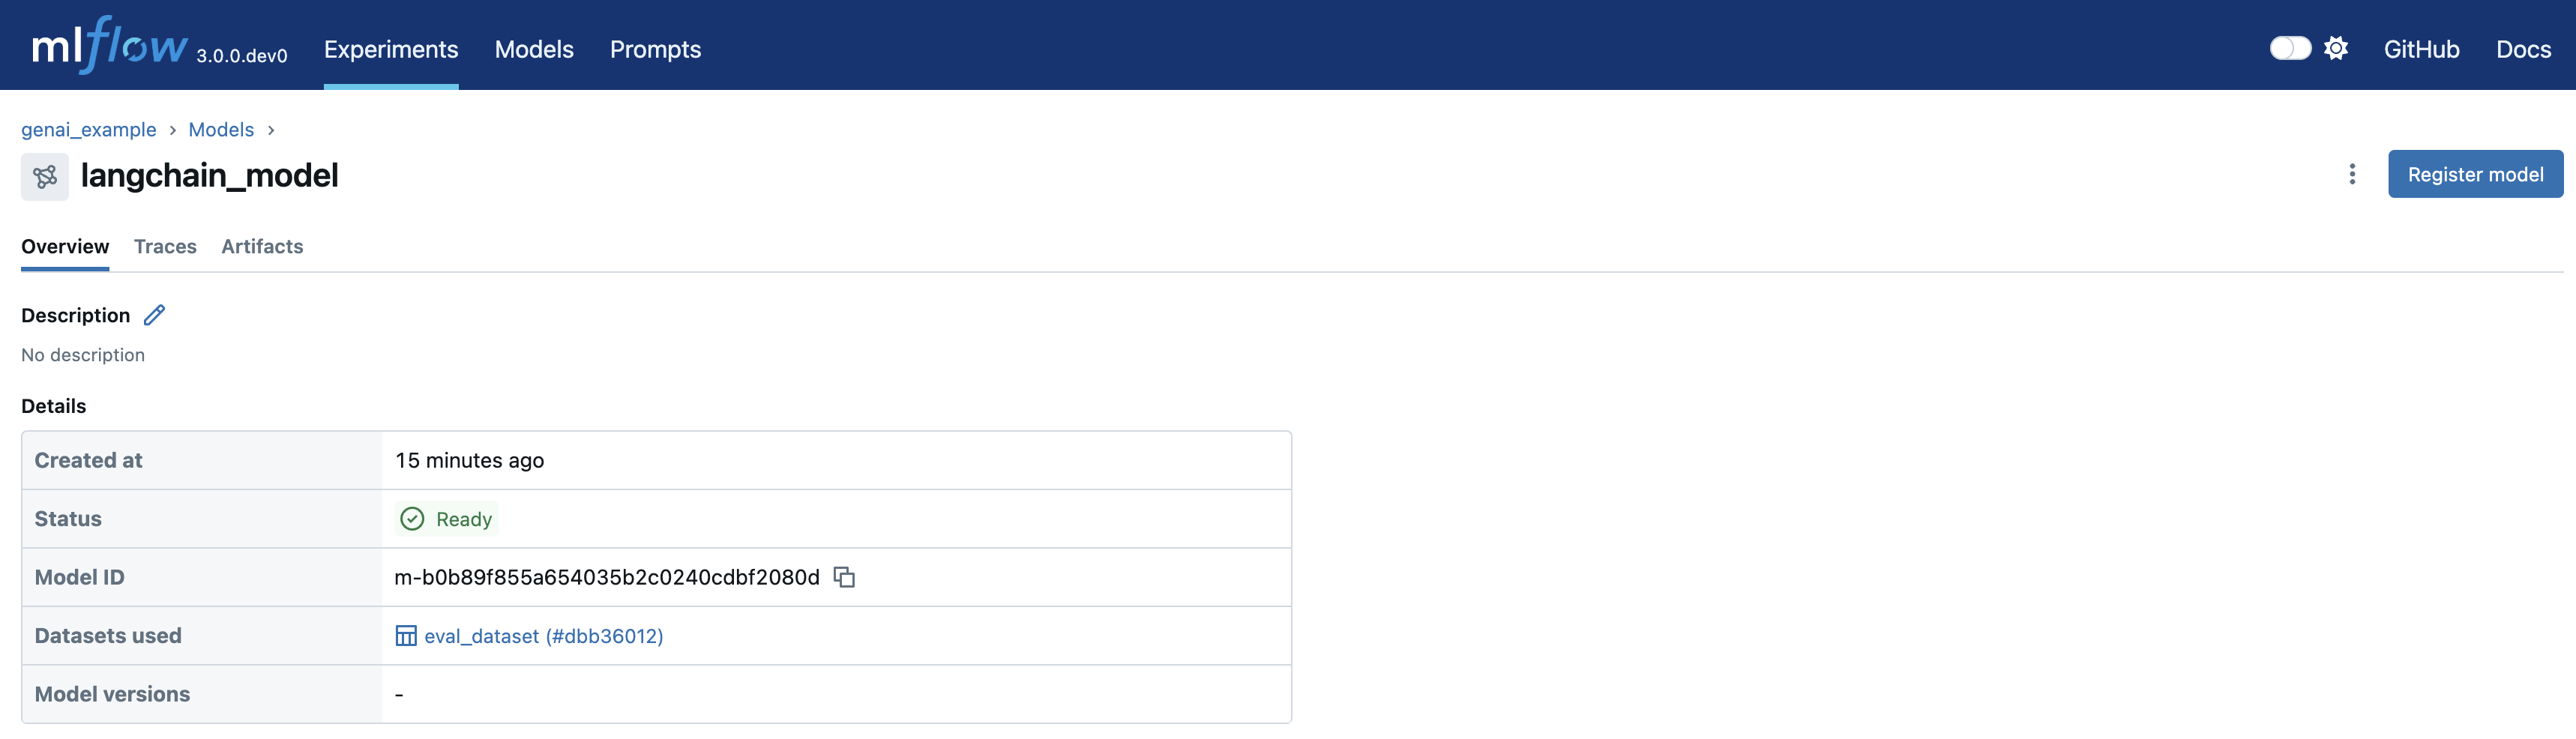 mlflow 3.0.0.dev0 Experiments Models Prompts GitHub Docs
genai_example > Models >
langchain_model Register model
Overview Traces Artifacts
Description
No description
Details
Created at 15 minutes ago
Status Ready
Model ID m-b0b89f855a654035b2c0240cdbf2080d
Datasets used eval_dataset (#dbb36012)
Model versions -